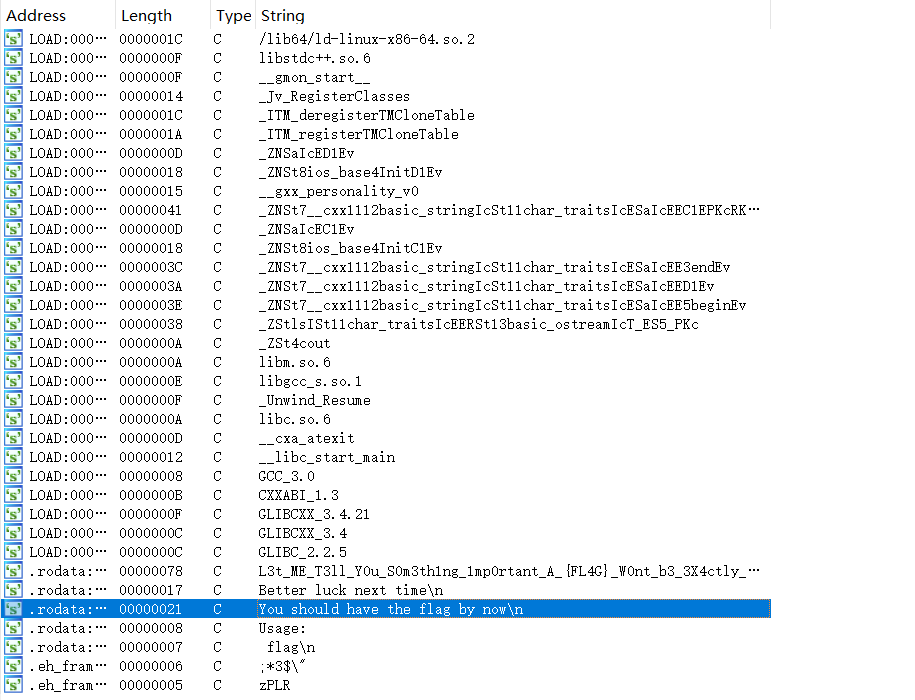 Address Length Type String
LOAD:000… 0000001C C /lib64/ld-linux-x86-64.so.2
LOAD:000… 0000000F C libstdc++.so.6
LOAD:000… 0000000F C __gmon_start__
LOAD:000… 00000014 C _Jv_RegisterClasses
LOAD:000… 0000001C C _ITM_deregisterTMCloneTable
LOAD:000… 0000001A C _ITM_registerTMCloneTable
LOAD:000… 0000000D C _ZNSaIcED1Ev
LOAD:000… 00000018 C _ZNSt8ios_base4InitD1Ev
LOAD:000… 00000015 C __gxx_personality_v0
LOAD:000… 00000041 C _ZNSt7__cxx1112basic_stringIcSt11char_traitsIcESaIcEEC1EPKcRK…
LOAD:000… 0000000D C _ZNSaIcEC1Ev
LOAD:000… 00000018 C _ZNSt8ios_base4InitC1Ev
LOAD:000… 0000003C C _ZNSt7__cxx1112basic_stringIcSt11char_traitsIcESaIcEE3endEv
LOAD:000… 0000003A C _ZNSt7__cxx1112basic_stringIcSt11char_traitsIcESaIcEED1Ev
LOAD:000… 0000003E C _ZNSt7__cxx1112basic_stringIcSt11char_traitsIcESaIcEE5beginEv
LOAD:000… 00000038 C _ZStlsISt11char_traitsIcEERSt13basic_ostreamIcT_ES5_PKc
LOAD:000… 0000000A C _ZSt4cout
LOAD:000… 0000000A C libm.so.6
LOAD:000… 0000000E C libgcc_s.so.1
LOAD:000… 0000000F C _Unwind_Resume
LOAD:000… 0000000A C libc.so.6
LOAD:000… 0000000D C __cxa_atexit
LOAD:000… 00000012 C __libc_start_main
LOAD:000… 00000008 C GCC_3.0
LOAD:000… 0000000B C CXXABI_1.3
LOAD:000… 0000000F C GLIBCXX_3.4.21
LOAD:000… 0000000C C GLIBCXX_3.4
LOAD:000… 0000000C C GLIBC_2.2.5
.rodata:… 00000078 C L3t_ME_T3ll_Y0u_S0m3th1ng_1mp0rtant_A_{FL4G}_W0nt_b3_3X4ctly_…
.rodata:… 00000017 C Better luck next time\n
.rodata:… 00000021 C You should have the flag by now\n
.rodata:… 00000008 C Usage:
.rodata:… 00000007 C flag\n
.eh_fram… 00000006 C ;*3$\"
.eh_fram… 00000005 C zPLR